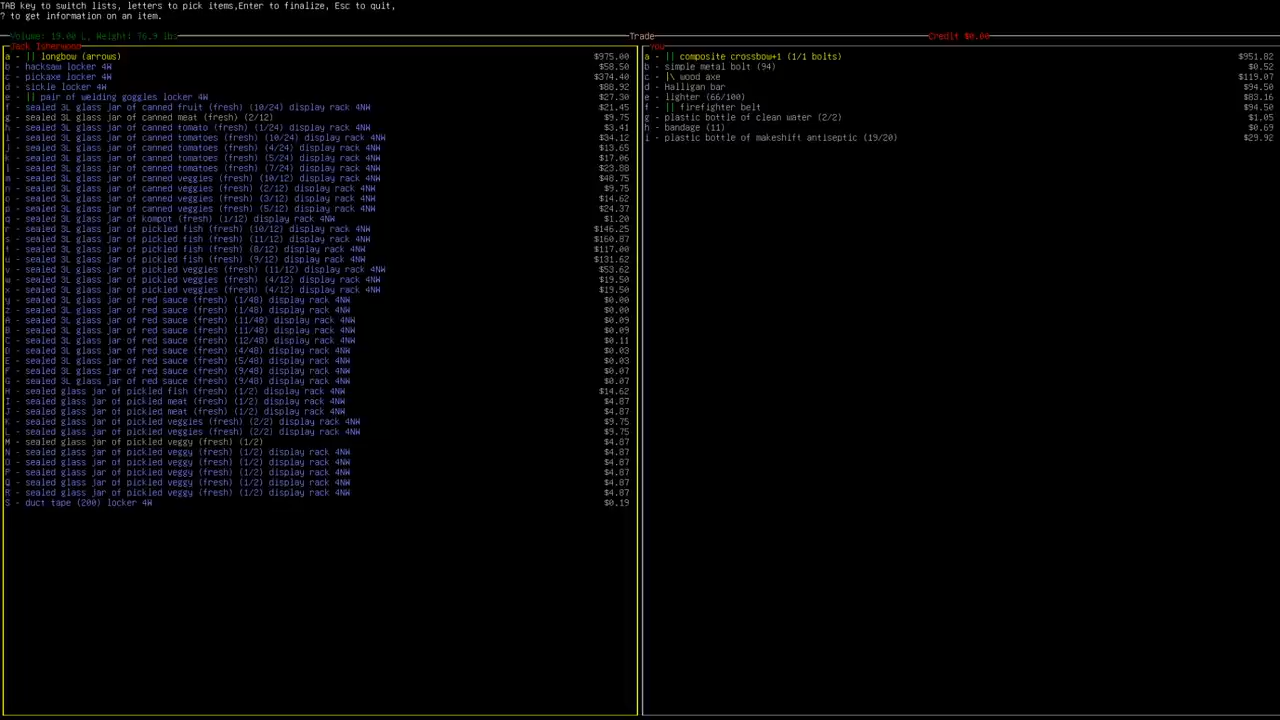 TAB key to switch lists, letters to pick items,Enter to finalize, Esc to quit,
? to get information on an item.
Volume: 19.00 L, Weight: 76.9 lbs
Trade
Credit $0.00
Jack Isherwood
a - || longbow (arrows) $975.00
b - hacksaw locker 4W $58.50
c - pickaxe locker 4W $374.40
d - sickle locker 4W $88.92
e - || pair of welding goggles locker 4W $27.30
f - sealed 3L glass jar of canned fruit (fresh) (10/24) display rack 4NW $21.45
g - sealed 3L glass jar of canned meat (fresh) (2/12) $9.75
h - sealed 3L glass jar of canned tomato (fresh) (1/24) display rack 4NW $3.41
i - sealed 3L glass jar of canned tomatoes (fresh) (10/24) display rack 4NW $34.12
j - sealed 3L glass jar of canned tomatoes (fresh) (4/24) display rack 4NW $13.65
k - sealed 3L glass jar of canned tomatoes (fresh) (5/24) display rack 4NW $17.06
l - sealed 3L glass jar of canned tomatoes (fresh) (7/24) display rack 4NW $23.88
m - sealed 3L glass jar of canned veggies (fresh) (10/12) display rack 4NW $48.75
n - sealed 3L glass jar of canned veggies (fresh) (2/12) display rack 4NW $9.75
o - sealed 3L glass jar of canned veggies (fresh) (3/12) display rack 4NW $14.62
p - sealed 3L glass jar of canned veggies (fresh) (5/12) display rack 4NW $24.37
q - sealed 3L glass jar of kompot (fresh) (1/12) display rack 4NW $1.20
r - sealed 3L glass jar of pickled fish (fresh) (10/12) display rack 4NW $146.25
s - sealed 3L glass jar of pickled fish (fresh) (11/12) display rack 4NW $160.87
t - sealed 3L glass jar of pickled fish (fresh) (8/12) display rack 4NW $117.00
u - sealed 3L glass jar of pickled fish (fresh) (9/12) display rack 4NW $131.62
v - sealed 3L glass jar of pickled veggies (fresh) (11/12) display rack 4NW $53.62
w - sealed 3L glass jar of pickled veggies (fresh) (4/12) display rack 4NW $19.50
x - sealed 3L glass jar of pickled veggies (fresh) (4/12) display rack 4NW $19.50
y - sealed 3L glass jar of red sauce (fresh) (1/48) display rack 4NW $0.00
z - sealed 3L glass jar of red sauce (fresh) (1/48) display rack 4NW $0.00
A - sealed 3L glass jar of red sauce (fresh) (11/48) display rack 4NW $0.09
B - sealed 3L glass jar of red sauce (fresh) (11/48) display rack 4NW $0.09
C - sealed 3L glass jar of red sauce (fresh) (12/48) display rack 4NW $0.11
D - sealed 3L glass jar of red sauce (fresh) (4/48) display rack 4NW $0.03
E - sealed 3L glass jar of red sauce (fresh) (5/48) display rack 4NW $0.03
F - sealed 3L glass jar of red sauce (fresh) (9/48) display rack 4NW $0.07
G - sealed 3L glass jar of red sauce (fresh) (9/48) display rack 4NW $0.07
H - sealed glass jar of pickled fish (fresh) (1/2) display rack 4NW $14.62
I - sealed glass jar of pickled meat (fresh) (1/2) display rack 4NW $4.87
J - sealed glass jar of pickled meat (fresh) (1/2) display rack 4NW $4.87
K - sealed glass jar of pickled veggies (fresh) (2/2) display rack 4NW $9.75
L - sealed glass jar of pickled veggies (fresh) (2/2) display rack 4NW $9.75
M - sealed glass jar of pickled veggy (fresh) (1/2) $4.87
N - sealed glass jar of pickled veggy (fresh) (1/2) display rack 4NW $4.87
O - sealed glass jar of pickled veggy (fresh) (1/2) display rack 4NW $4.87
P - sealed glass jar of pickled veggy (fresh) (1/2) display rack 4NW $4.87
Q - sealed glass jar of pickled veggy (fresh) (1/2) display rack 4NW $4.87
R - sealed glass jar of pickled veggy (fresh) (1/2) display rack 4NW $4.87
S - duct tape (200) locker 4W $0.19
You
a - || composite crossbow+1 (1/1 bolts) $951.82
b - simple metal bolt (94) $0.52
c - |\ wood axe $119.07
d - Halligan bar $94.50
e - lighter (66/100) $83.16
f - || firefighter belt $94.50
g - plastic bottle of clean water (2/2) $1.05
h - bandage (11) $0.69
i - plastic bottle of makeshift antiseptic (19/20) $29.92